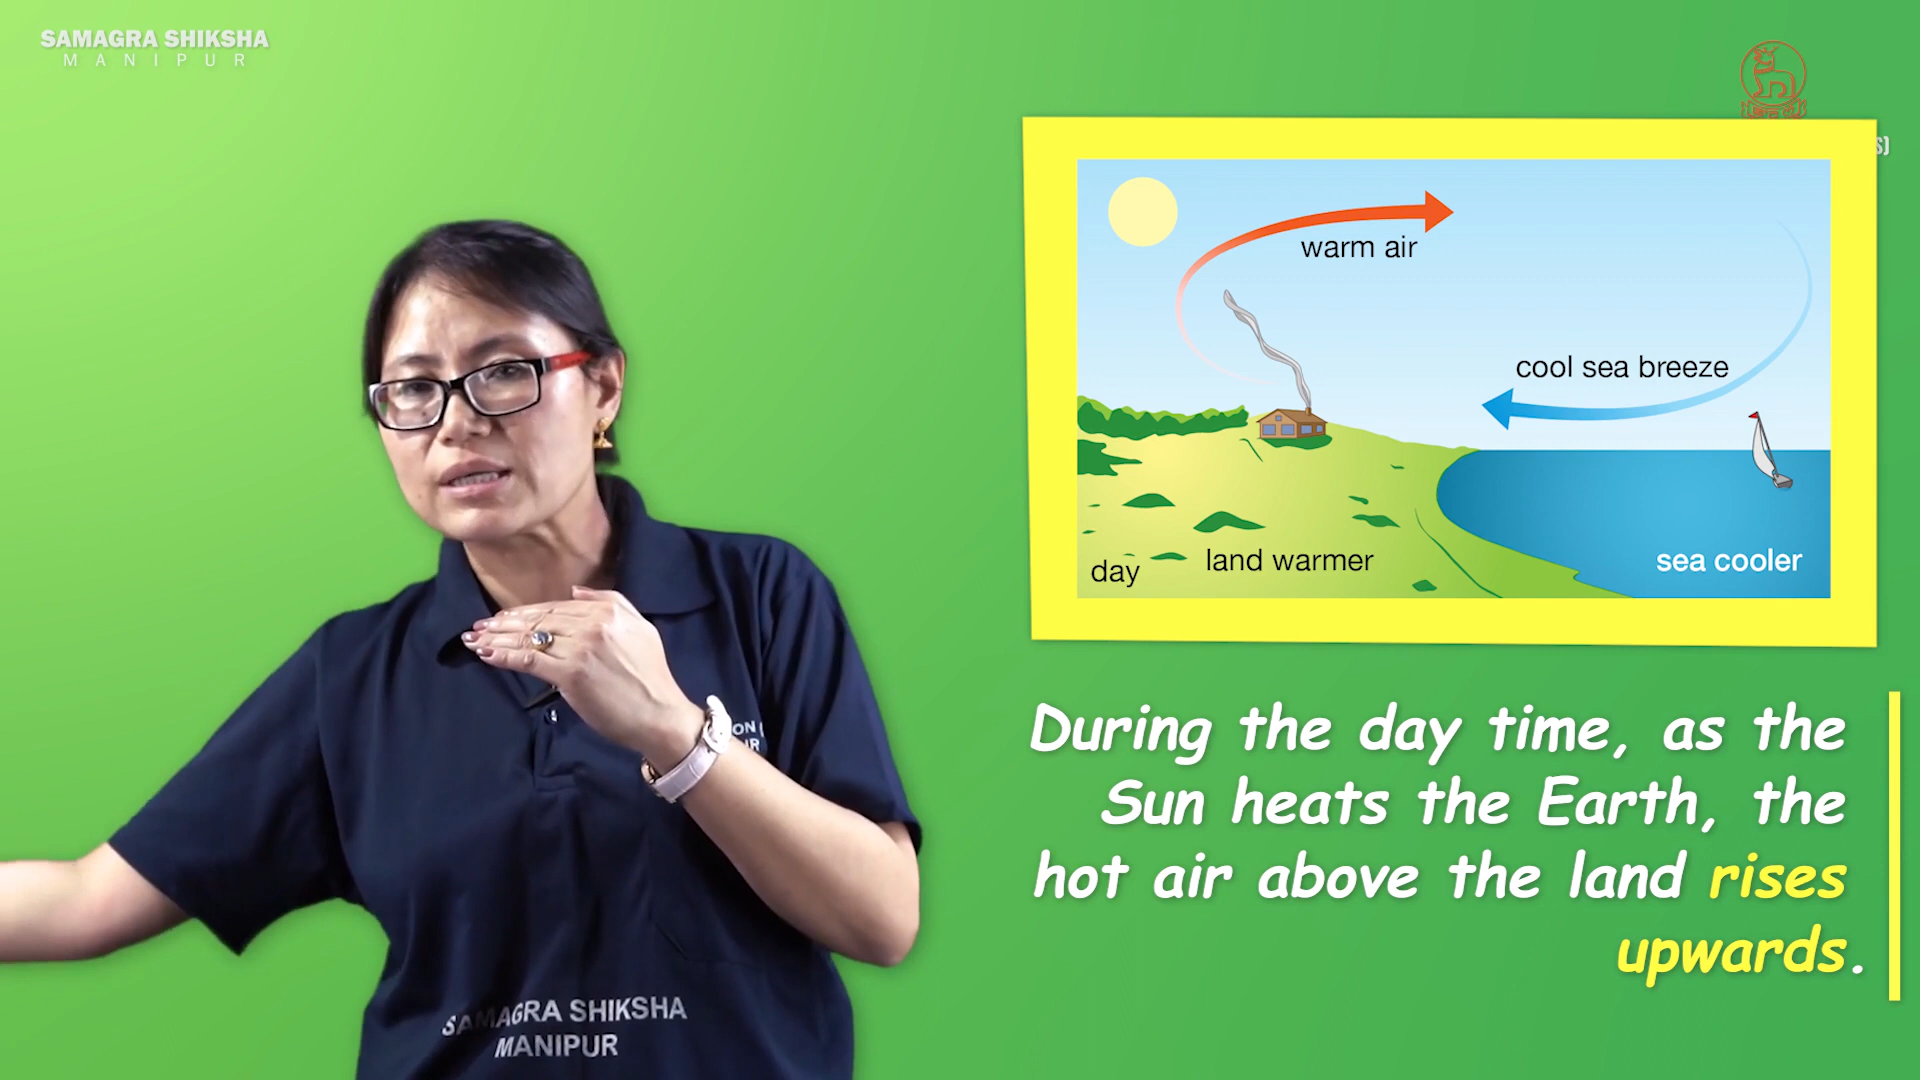 SAMAGRA SHIKSHA
MANIPUR
S)
warm air
cool sea breeze
day
land warmer
sea cooler
During the day time, as the
Sun heats the Earth, the
hot air above the land rises
upwards.
ON
SAMAGRA SHIKSHA
MANIPUR